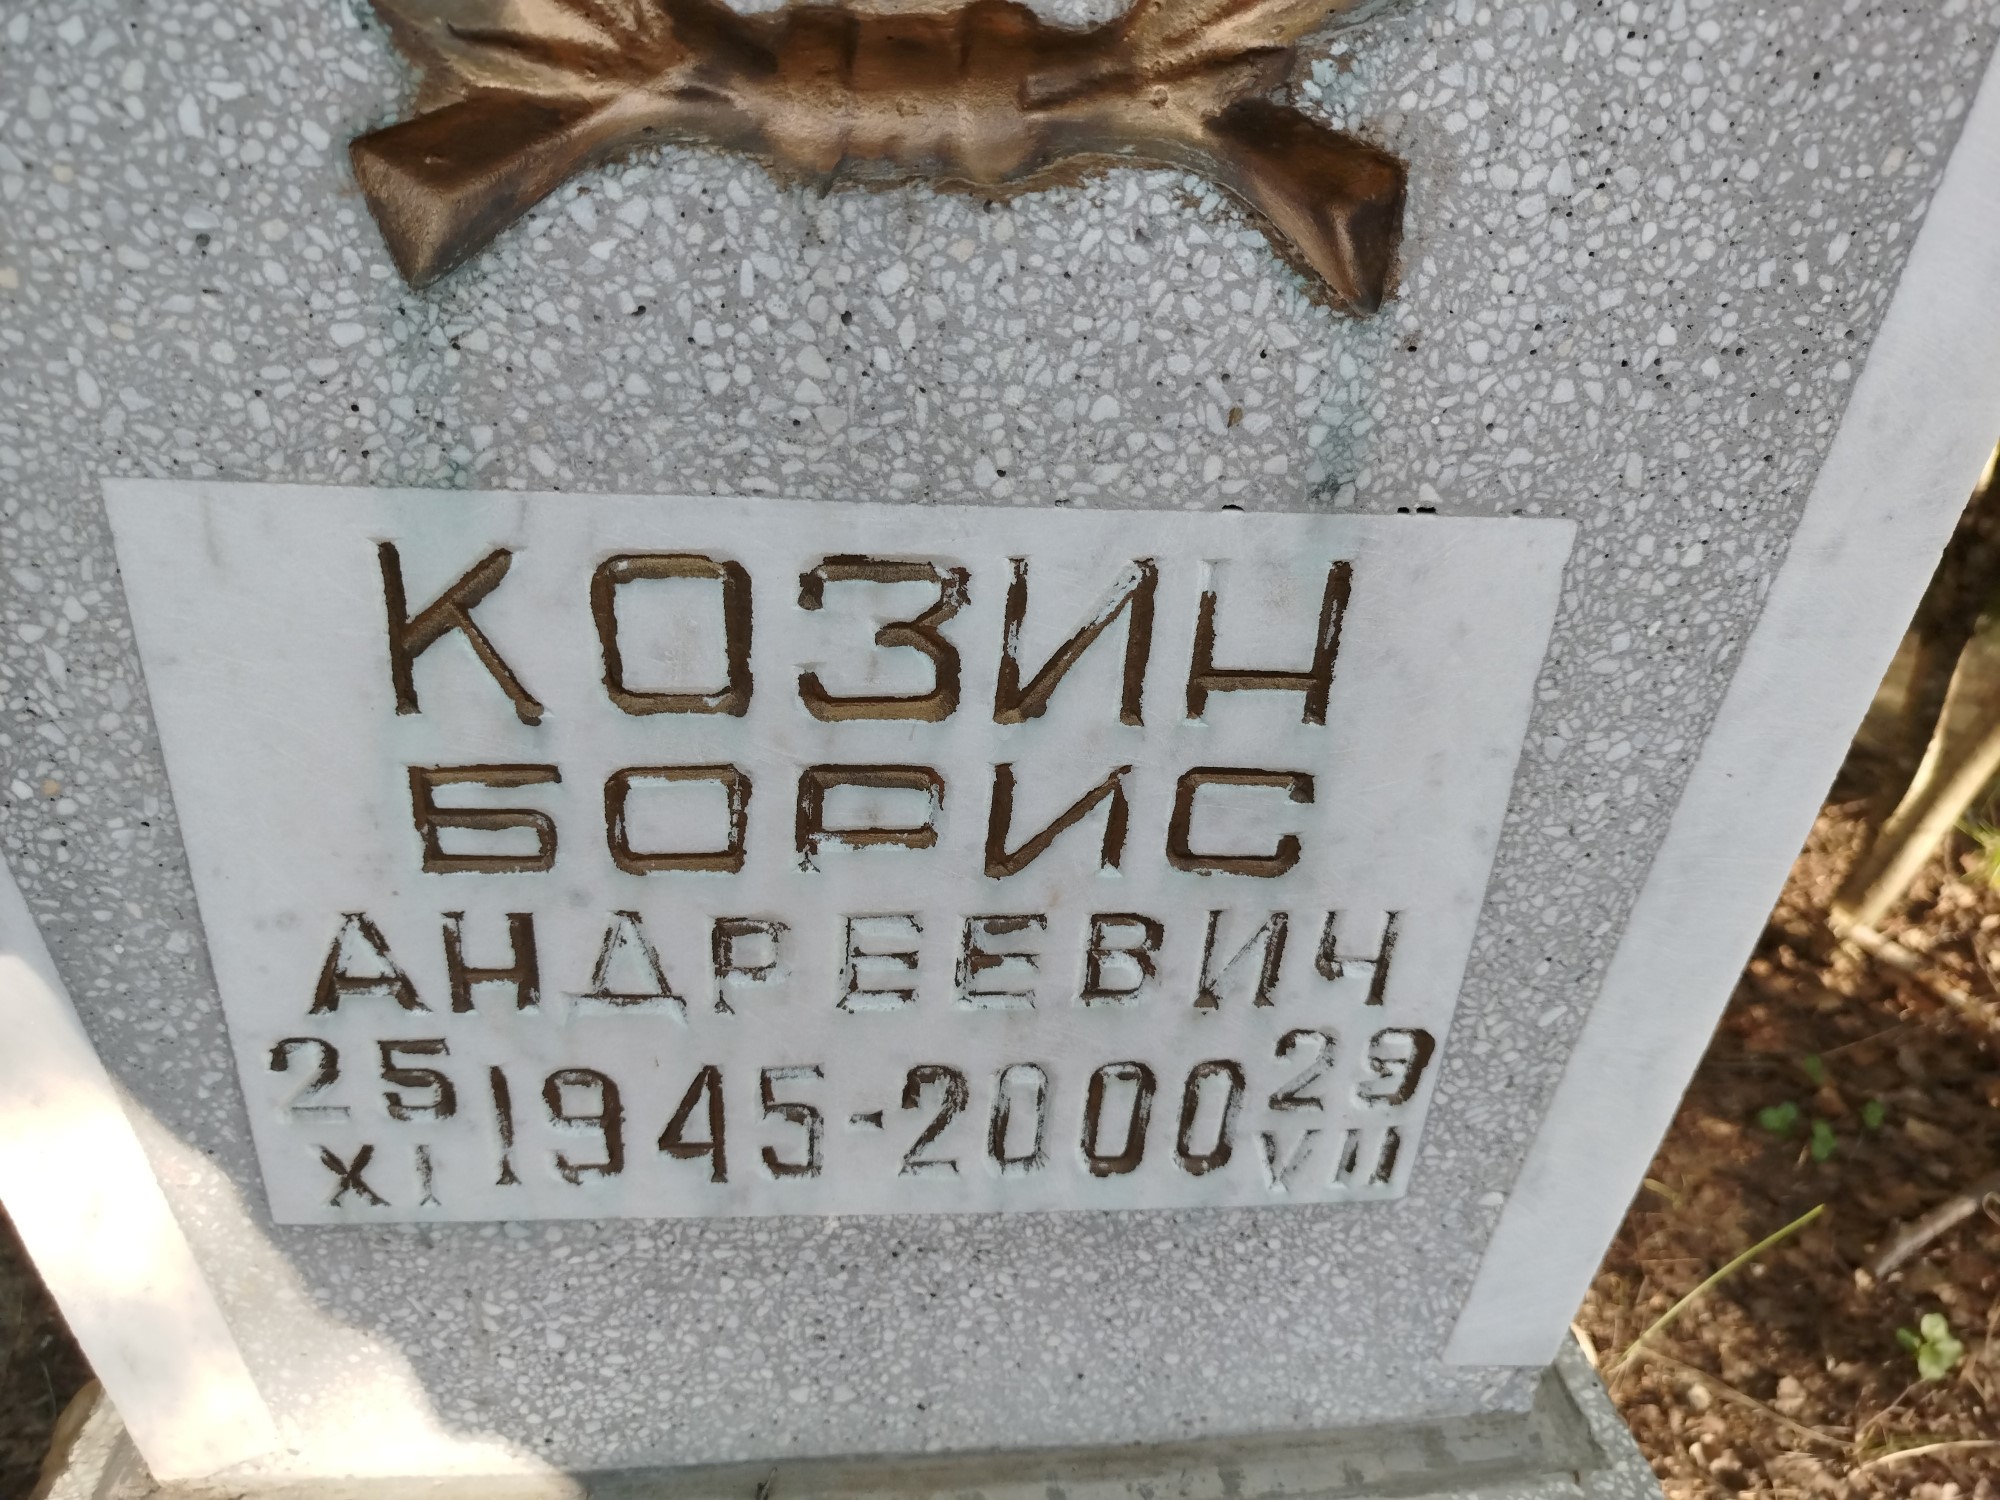 КОЗИН
БОРИС
АНДРЕЕВИЧ
25 XI 1945-2000 29 VII